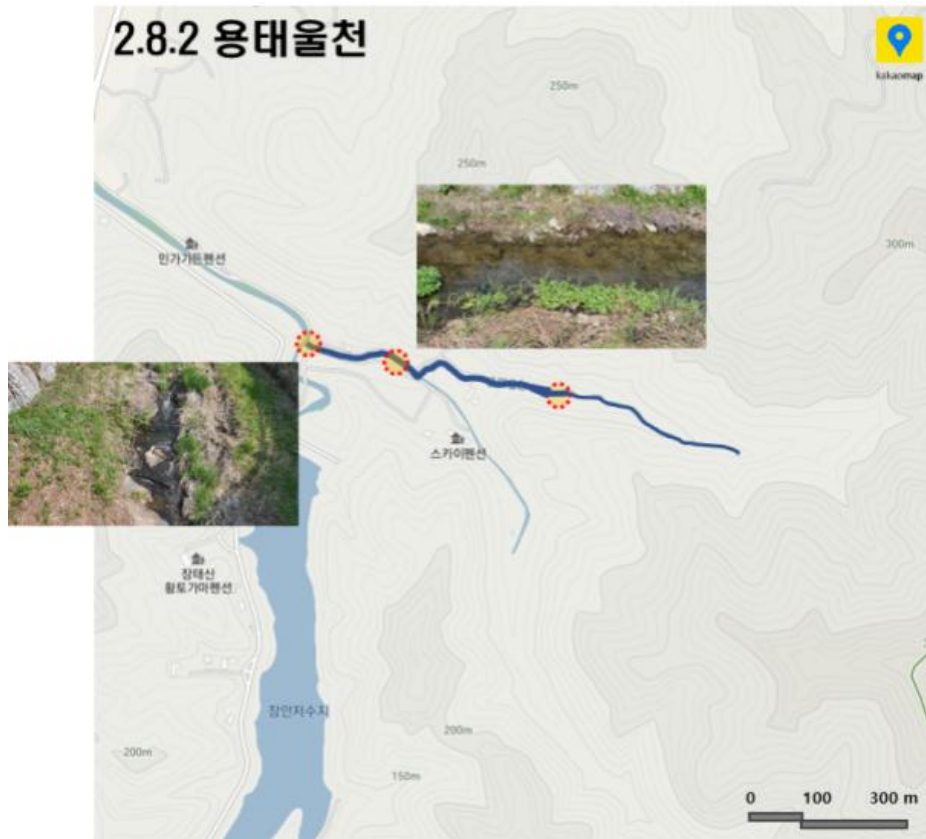 2.8.2 용태울천
kakaomap
250m
250m
300m
민가가든펜션
스카이펜션
장태산
황토가마펜션
장안저수지
200m
200m
150m
0 100 300 m